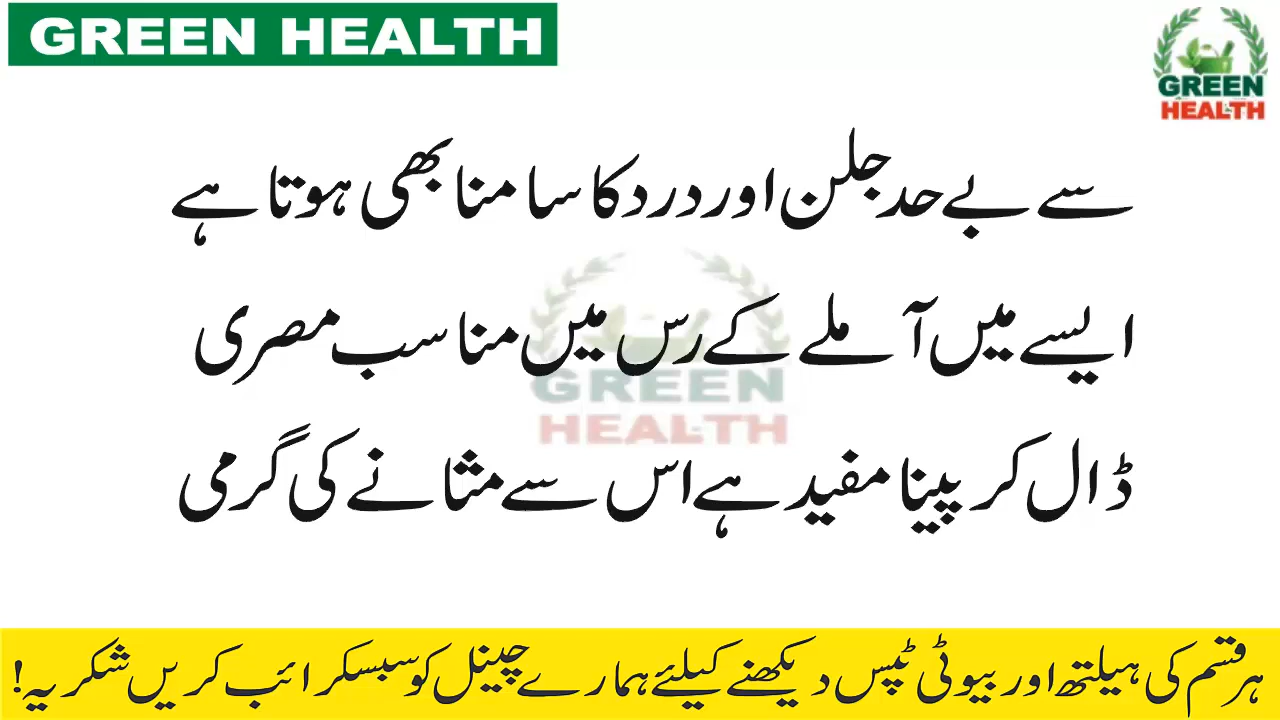 GREEN HEALTH
GREEN
HEALTH
سے بے حد جلن اور درد کا سامنا بھی ہوتا ہے
ایسے میں آملے کے رس میں مناسب مصری
GREEN
HEALTH
ڈال کر پینا مفید ہے اس سے مثانے کی گرمی
ہر قسم کی ہیلتھ اور بیوٹی ٹپس دیکھنے کیلئے ہمارے چینل کو سبسکرائب کریں شکریہ!